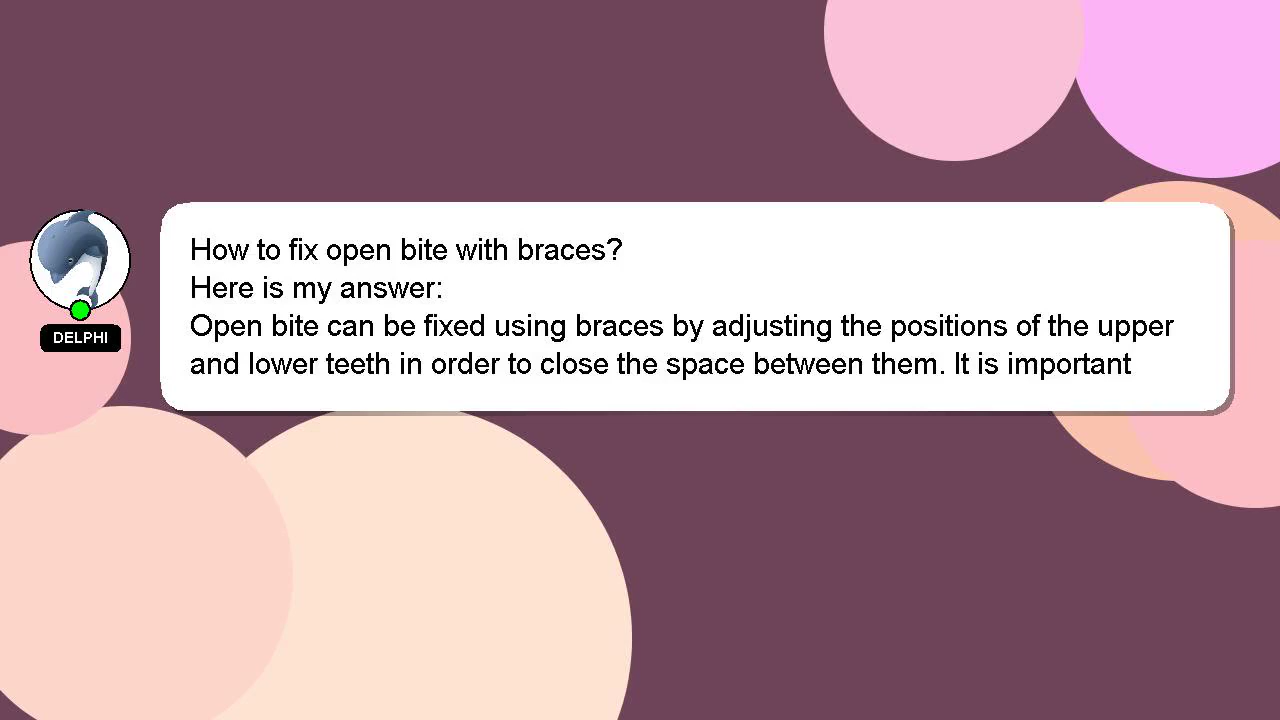 How to fix open bite with braces?
Here is my answer:
Open bite can be fixed using braces by adjusting the positions of the upper
and lower teeth in order to close the space between them. It is important
DELPHI